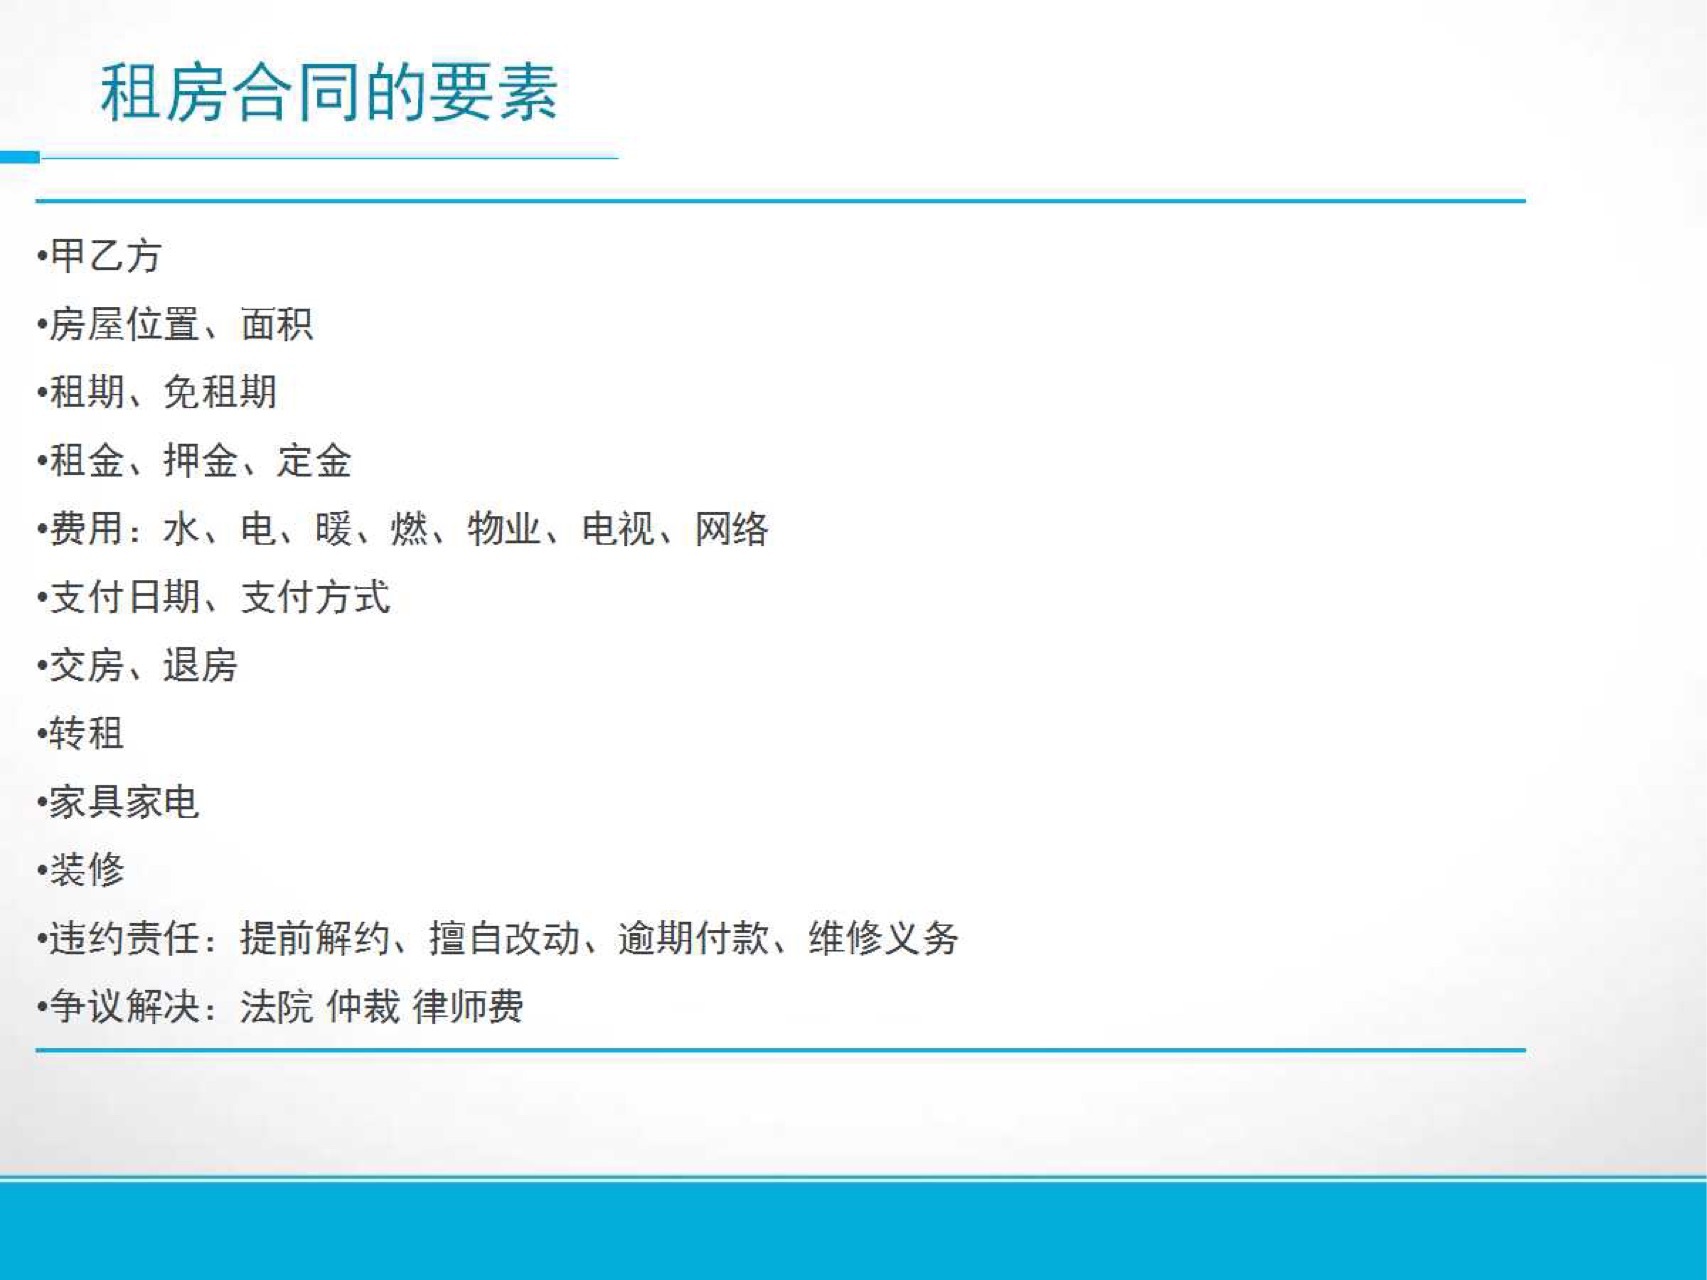 租房合同的要素
•甲乙方
•房屋位置、面积
•租期、免租期
•租金、押金、定金
•费用：水、电、暖、燃、物业、电视、网络
•支付日期、支付方式
•交房、退房
•转租
•家具家电
•装修
•违约责任：提前解约、擅自改动、逾期付款、维修义务
•争议解决：法院 仲裁 律师费